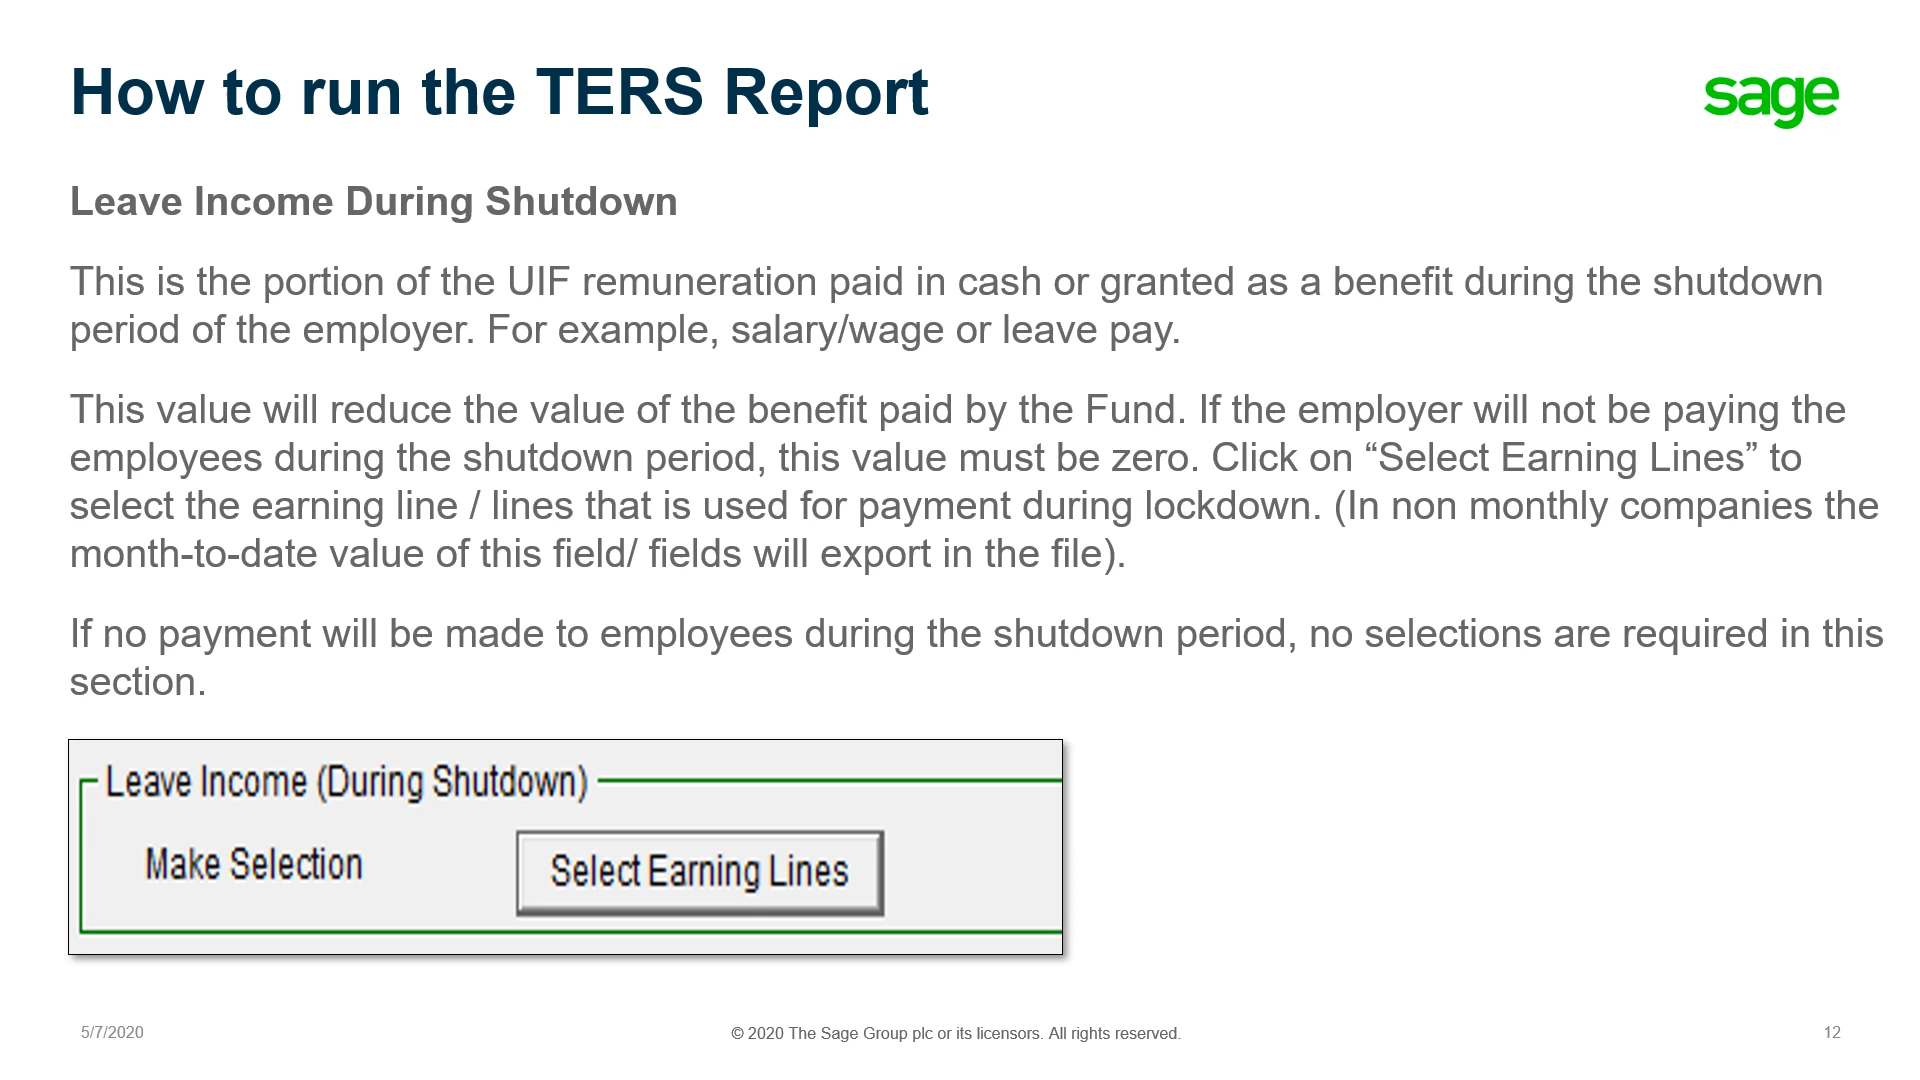 How to run the TERS Report
sage
Leave Income During Shutdown
This is the portion of the UIF remuneration paid in cash or granted as a benefit during the shutdown
period of the employer. For example, salary/wage or leave pay.
This value will reduce the value of the benefit paid by the Fund. If the employer will not be paying the
employees during the shutdown period, this value must be zero. Click on “Select Earning Lines” to
select the earning line / lines that is used for payment during lockdown. (In non monthly companies the
month-to-date value of this field/ fields will export in the file).
If no payment will be made to employees during the shutdown period, no selections are required in this
section.
Leave Income (During Shutdown)
Make Selection
Select Earning Lines
5/7/2020
© 2020 The Sage Group plc or its licensors. All rights reserved.
12